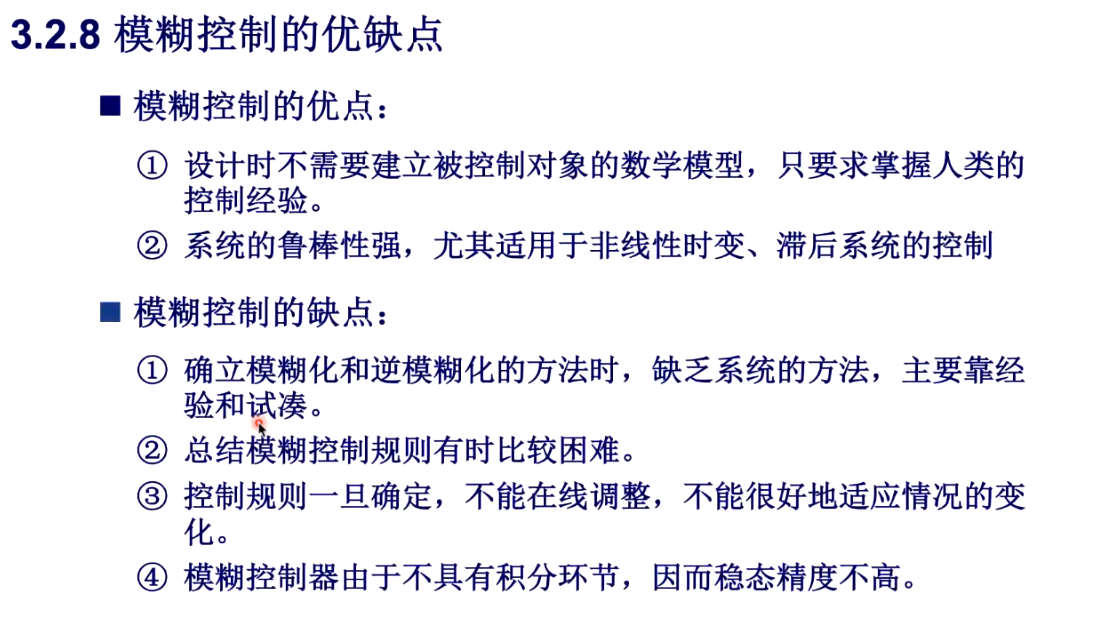 3.2.8 模糊控制的优缺点
■ 模糊控制的优点：
① 设计时不需要建立被控制对象的数学模型，只要求掌握人类的
控制经验。
② 系统的鲁棒性强，尤其适用于非线性时变、滞后系统的控制
■ 模糊控制的缺点：
① 确立模糊化和逆模糊化的方法时，缺乏系统的方法，主要靠经
验和试凑。
② 总结模糊控制规则有时比较困难。
③ 控制规则一旦确定，不能在线调整，不能很好地适应情况的变
化。
④ 模糊控制器由于不具有积分环节，因而稳态精度不高。